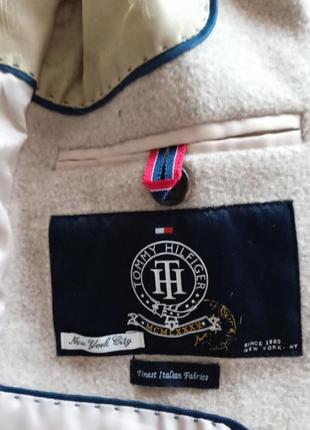 TOMMY HILFIGER
TH
MCMLXXXV
New York City
SINCE 1985
NEW YORK, NY
Finest Italian Fabrics